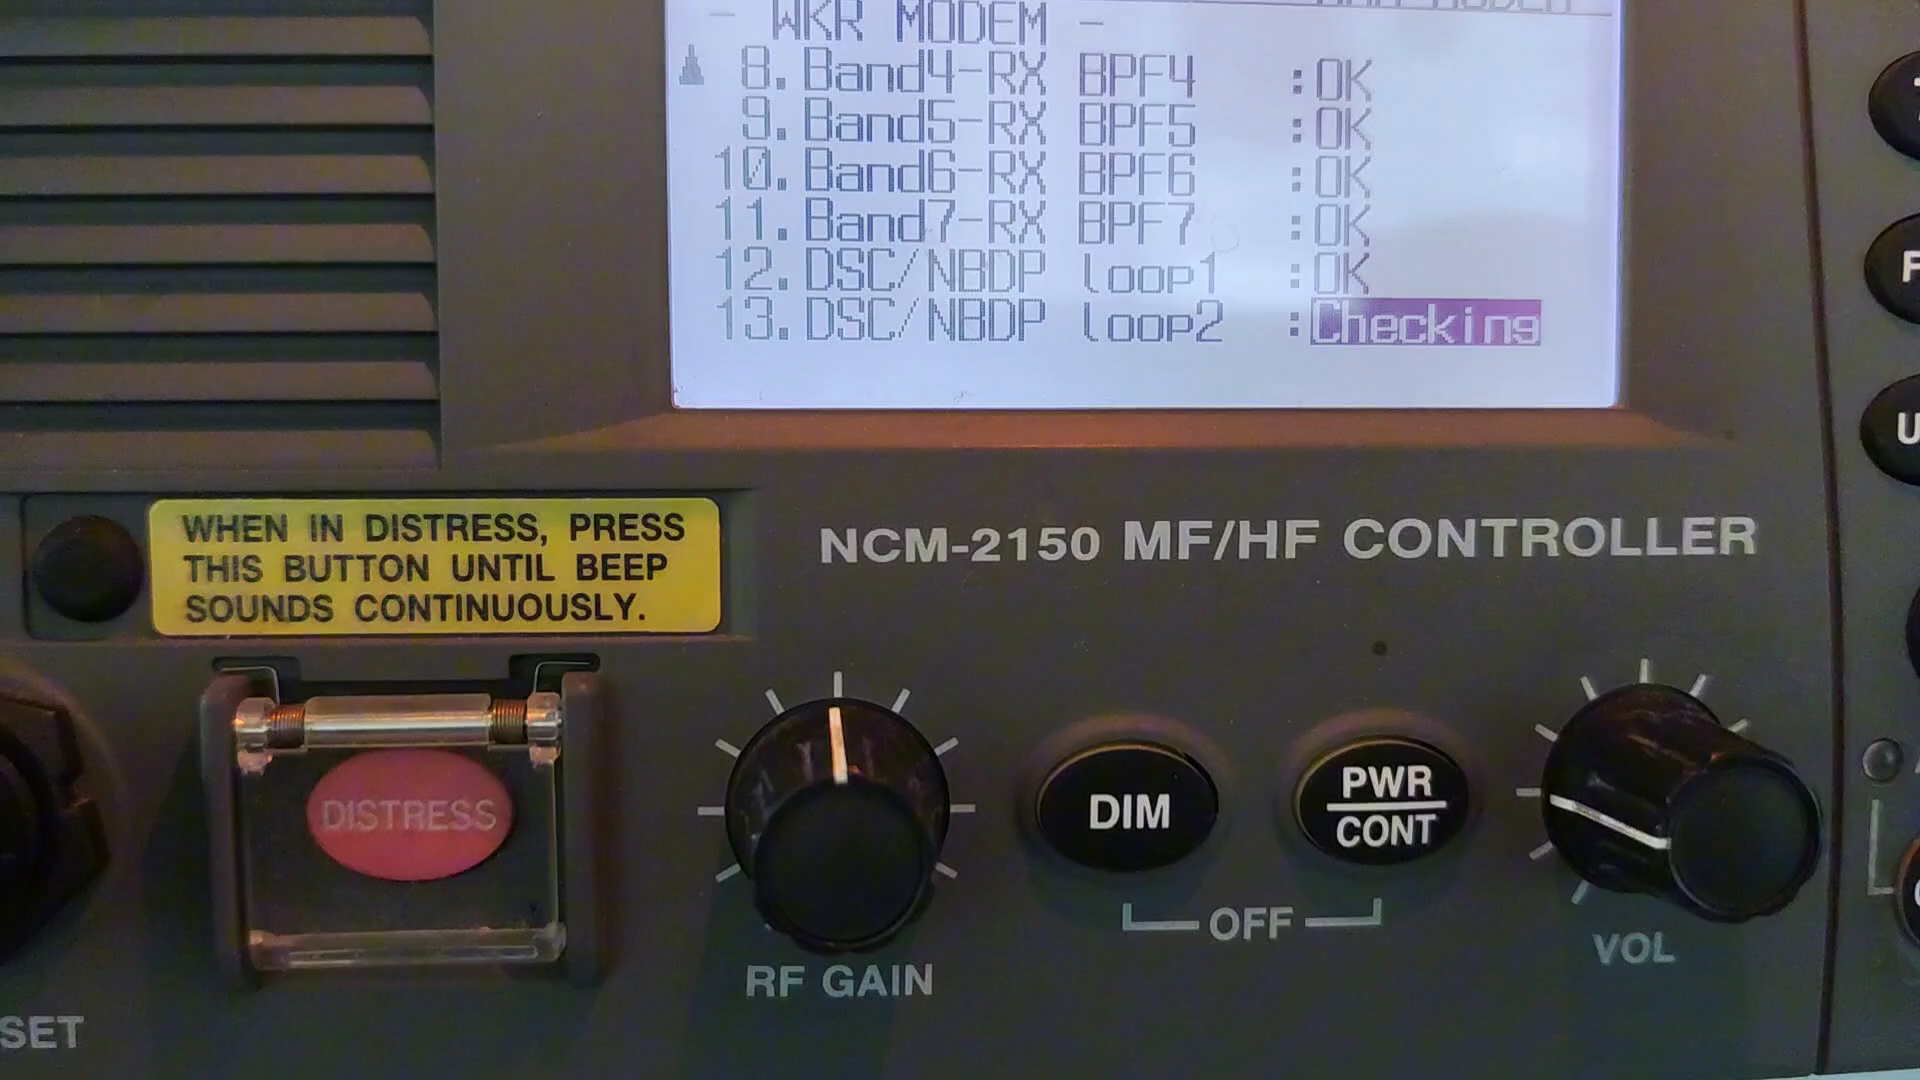 - WKR MODEM -
8. Band4-RX BPF4 :OK
9. Band5-RX BPF5 :OK
10. Band6-RX BPF6 :OK
11. Band7-RX BPF7 :OK
12. DSC/NBDP loop1 :OK
13. DSC/NBDP loop2 :Checking
WHEN IN DISTRESS, PRESS
THIS BUTTON UNTIL BEEP
SOUNDS CONTINUOUSLY.
NCM-2150 MF/HF CONTROLLER
DISTRESS
DIM
PWR
CONT
OFF
RF GAIN
VOL
SET